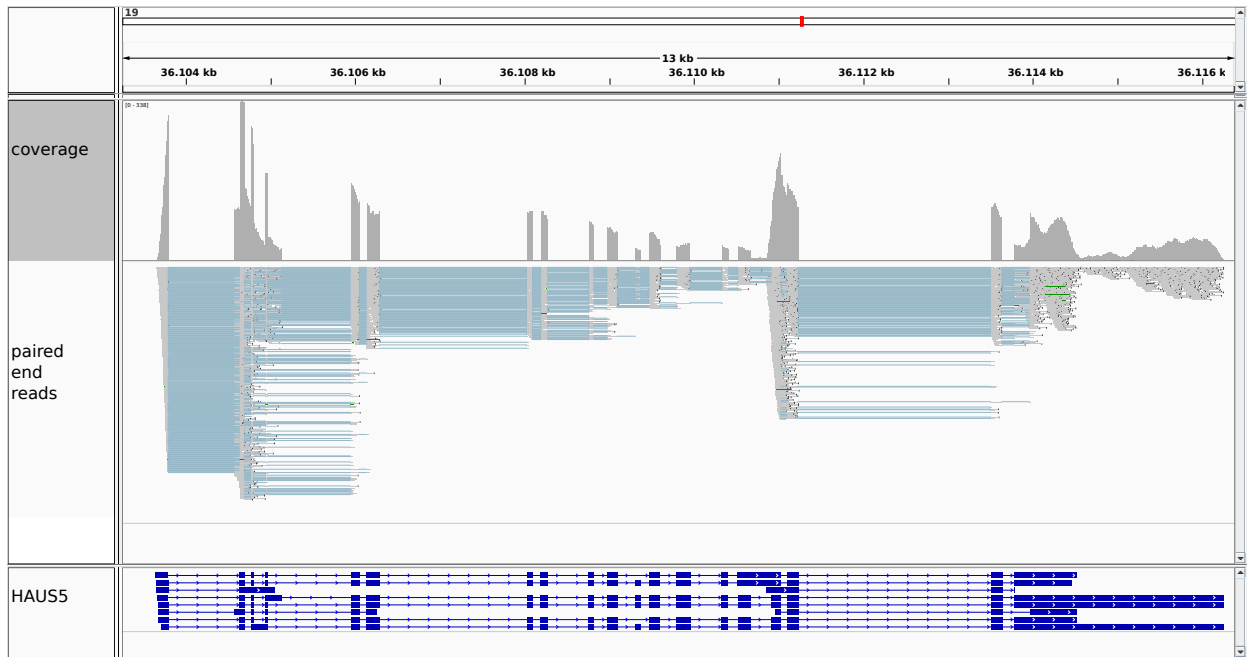 19
13 kb
36.104 kb 36.106 kb 36.108 kb 36.110 kb 36.112 kb 36.114 kb 36.116 k
[0 - 338]
coverage
paired
end
reads
HAUS5